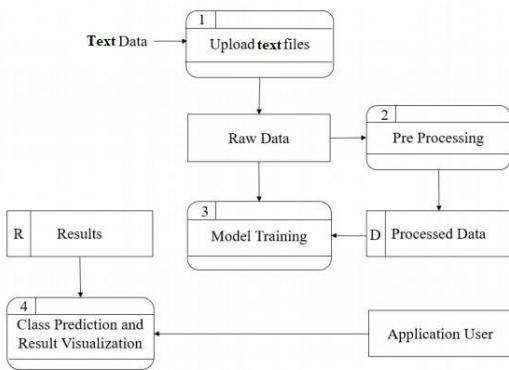 1
Text Data
Upload text files
2
Raw Data
Pre Processing
3
R
Results
Model Training
D
Processed Data
4
Class Prediction and
Result Visualization
Application User